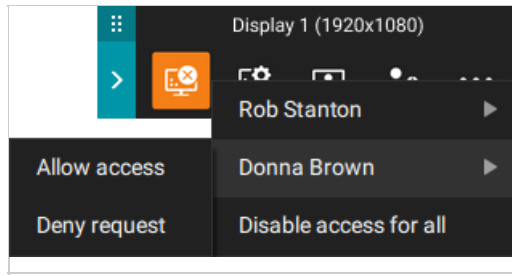 Display 1 (1920x1080)
Rob Stanton
Allow access
Donna Brown
Deny request
Disable access for all